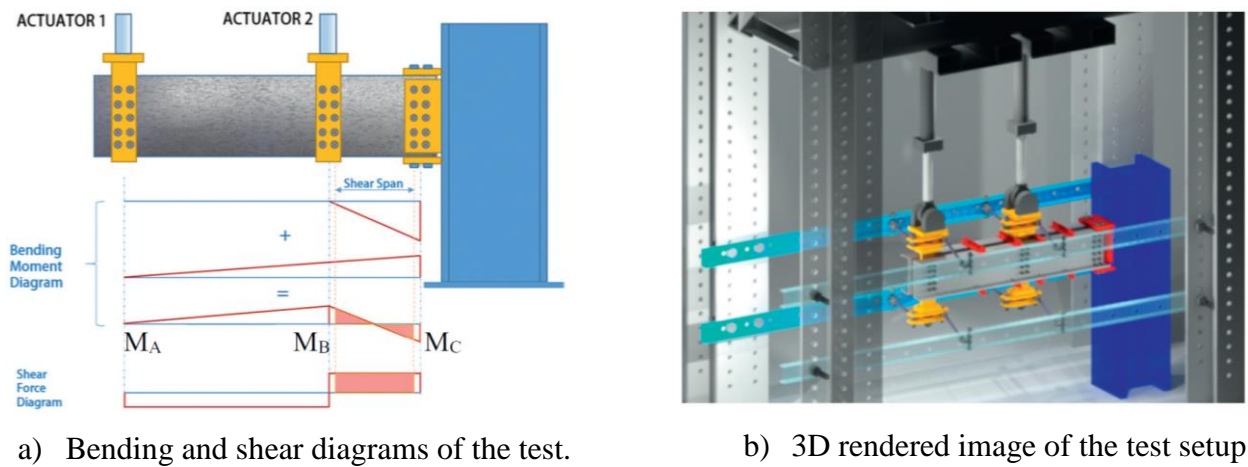 ACTUATOR 1
ACTUATOR 2
Shear Span
Bending
Moment
Diagram
+
=
MA
MB
MC
Shear
Force
Diagram
a) Bending and shear diagrams of the test.
b) 3D rendered image of the test setup